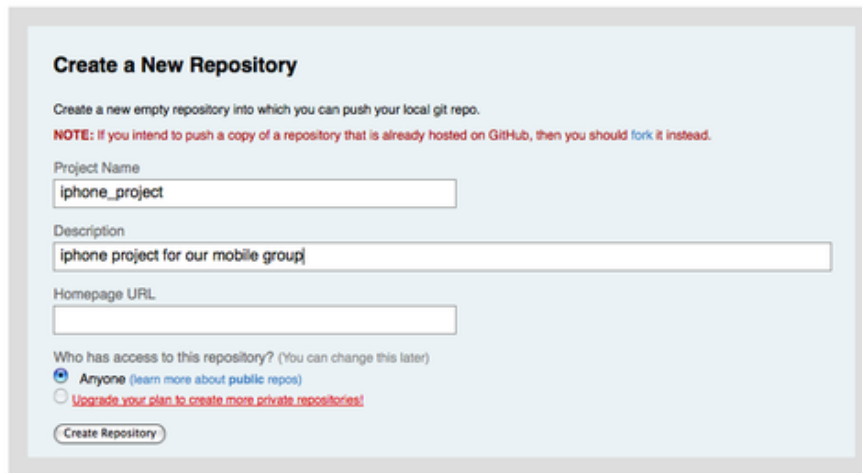 Create a New Repository
Create a new empty repository into which you can push your local git repo.
NOTE: If you intend to push a copy of a repository that is already hosted on GitHub, then you should fork it instead.
Project Name
iphone_project
Description
iphone project for our mobile group
Homepage URL
Who has access to this repository? (You can change this later)
Anyone (learn more about public repos)
Upgrade your plan to create more private repositories!
Create Repository